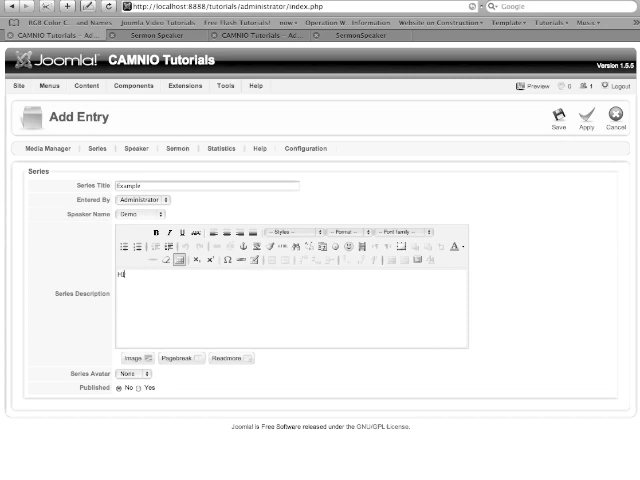 http://localhost:8888/tutorials/administrator/index.php Google
RGB Color C... and Names Joomla Video Tutorials Free Flash Tutorials! now Operation W...Information Website on Construction Template Tutorials Music
CAMNIO Tutorials – Ad... Sermon Speaker CAMNIO Tutorials – Ad... SermonSpeaker
Joomla! CAMNIO Tutorials
Version 1.5.5
Site Menus Content Components Extensions Tools Help Preview 0 1 Logout
Add Entry Save Apply Cancel
Media Manager Series Speaker Sermon Statistics Help Configuration
Series
Series Title Example
Entered By Administrator
Speaker Name Demo
B I U ABC -- Styles -- -- Format -- -- Font family --
HTML
Series Description HI
Image Pagebreak Readmore
Series Avatar None
Published No Yes
Joomla! is Free Software released under the GNU/GPL License.